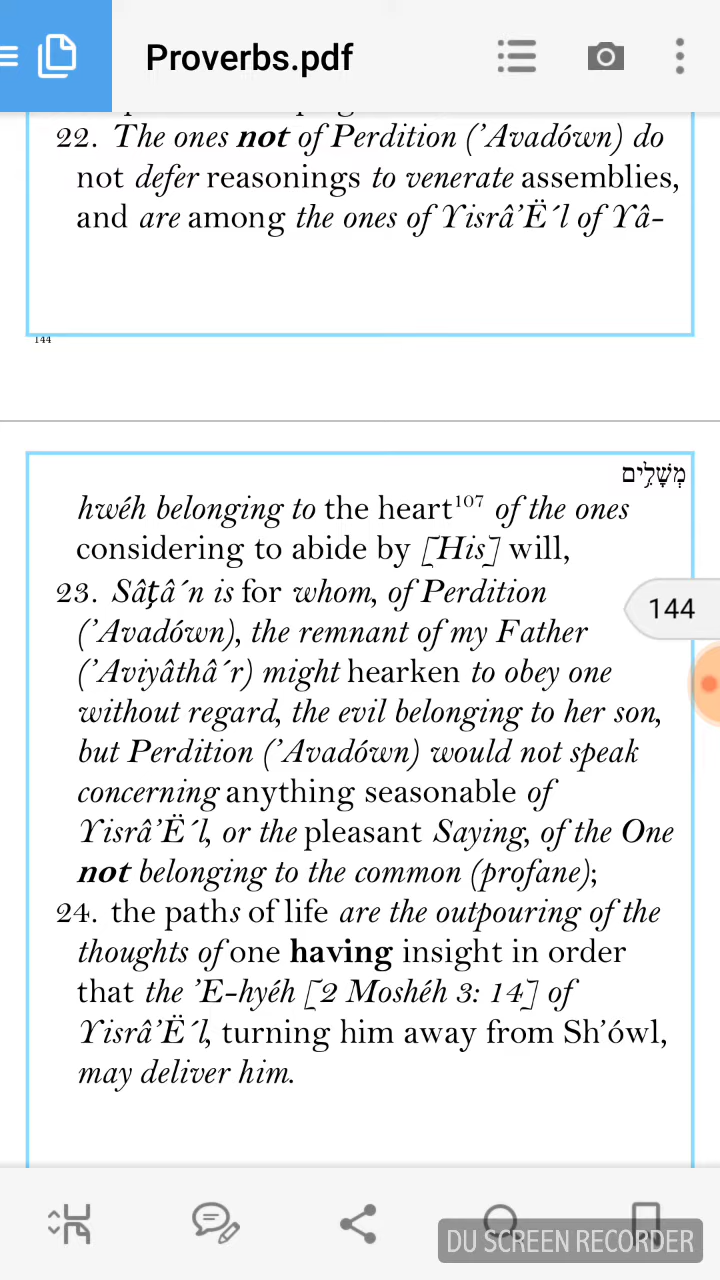 Proverbs.pdf
22. The ones not of Perdition (’Avadówn) do
not defer reasonings to venerate assemblies,
and are among the ones of Yisrâ’Ë´l of Yâ-
144
מְשָׁלִ֑ים
hwéh belonging to the heart¹⁰⁷ of the ones
considering to abide by [His] will,
23. Sâţâ´n is for whom, of Perdition
144
(’Avadówn), the remnant of my Father
(’Aviyâthâ´r) might hearken to obey one
without regard, the evil belonging to her son,
but Perdition (’Avadówn) would not speak
concerning anything seasonable of
Yisrâ’Ë´l, or the pleasant Saying, of the One
not belonging to the common (profane);
24. the paths of life are the outpouring of the
thoughts of one having insight in order
that the ’E-hyéh [2 Moshéh 3: 14] of
Yisrâ’Ë´l, turning him away from Sh’ówl,
may deliver him.
DU SCREEN RECORDER